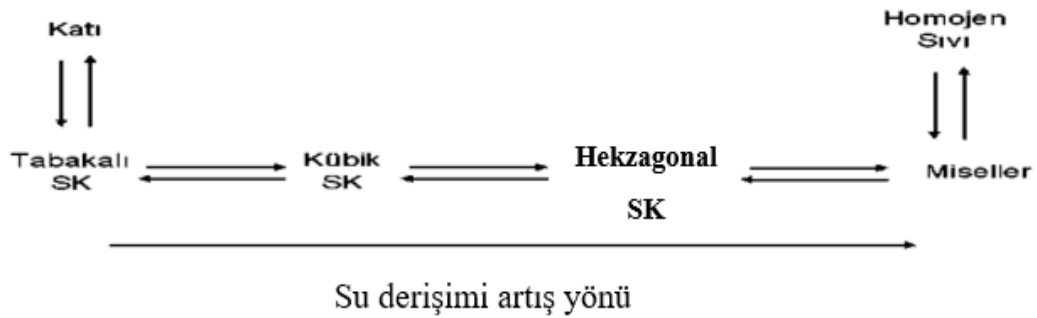 Katı
Homojen
Sıvı
Tabakalı
SK
Kübik
SK
Hekzagonal
SK
Miseller
Su derişimi artış yönü